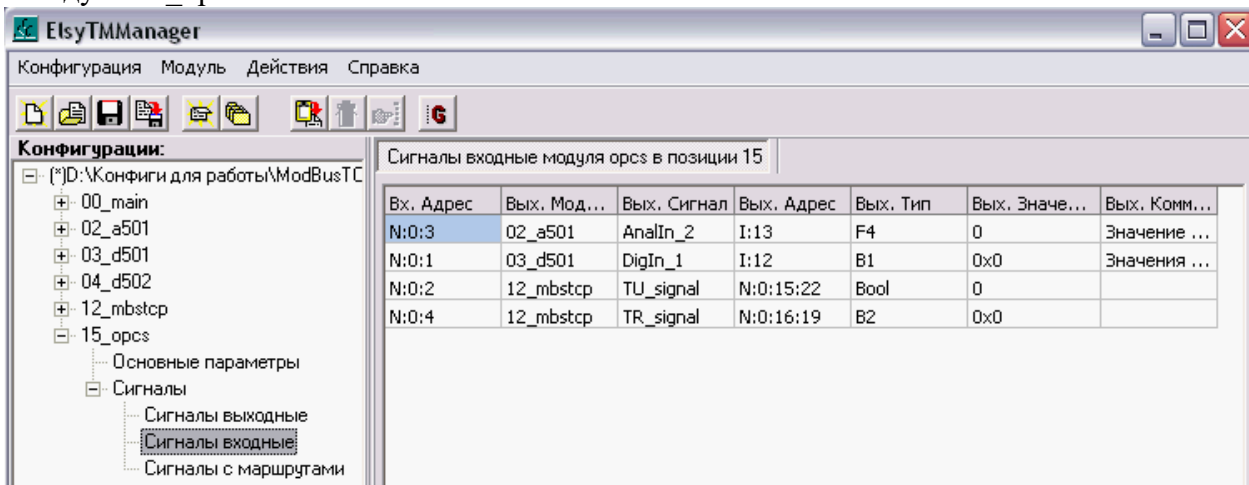 ElsyTMManager
Конфигурация Модуль Действия Справка
Конфигурации:
(*)D:\Конфиги для работы\ModBusTC
00_main
02_a501
03_d501
04_d502
12_mbstcp
15_opcs
Основные параметры
Сигналы
Сигналы выходные
Сигналы входные
Сигналы с маршрутами
Сигналы входные модуля opcs в позиции 15
Вх. Адрес Вых. Мод... Вых. Сигнал Вых. Адрес Вых. Тип Вых. Значе... Вых. Комм...
N:0:3 02_a501 AnalIn_2 I:13 F4 0 Значение ...
N:0:1 03_d501 DigIn_1 I:12 B1 0x0 Значения ...
N:0:2 12_mbstcp TU_signal N:0:15:22 Bool 0
N:0:4 12_mbstcp TR_signal N:0:16:19 B2 0x0